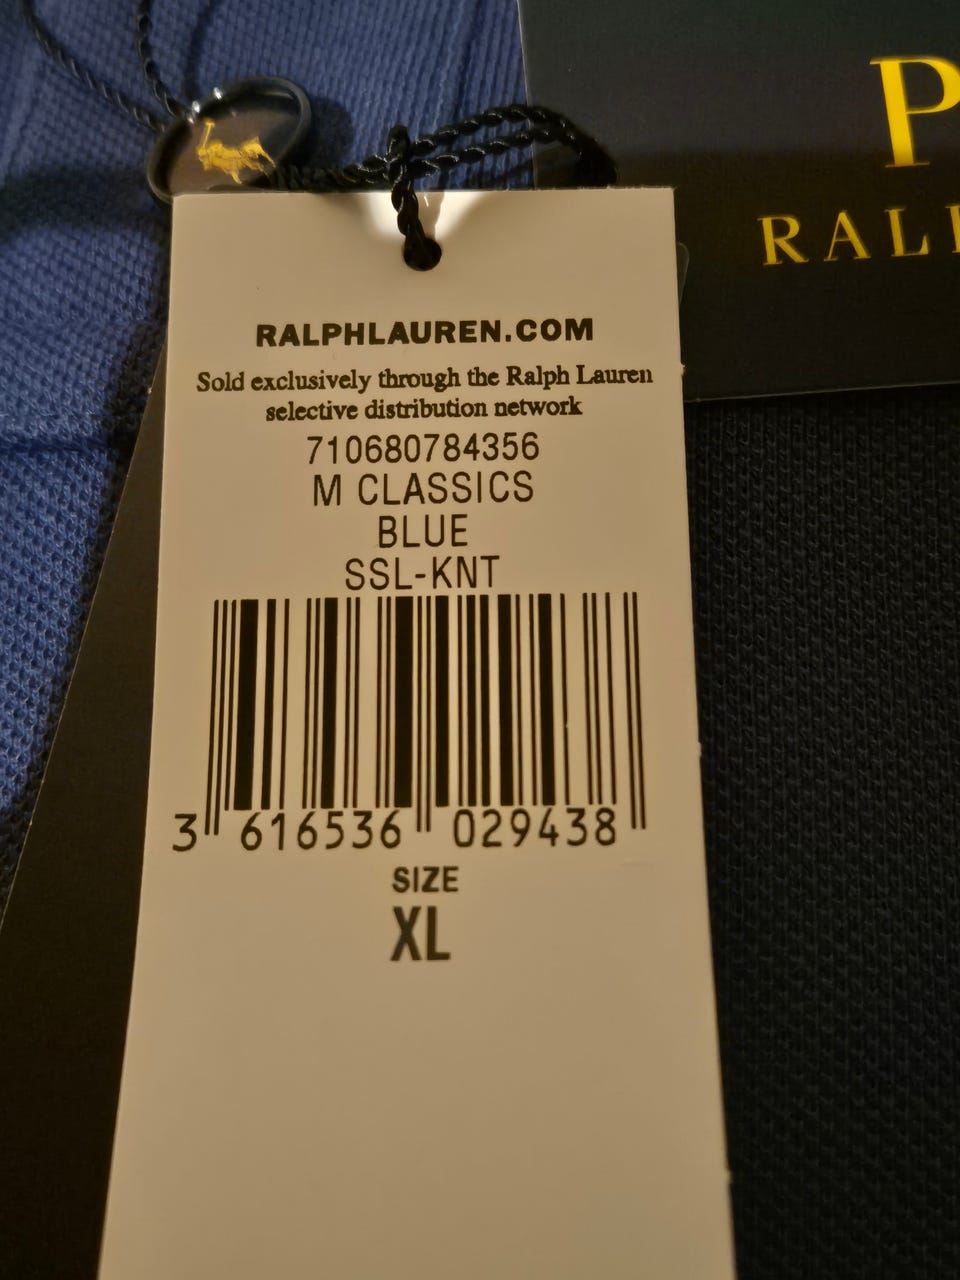 P
RAL
RALPHLAUREN.COM
Sold exclusively through the Ralph Lauren
selective distribution network
710680784356
M CLASSICS
BLUE
SSL-KNT
3 616536 029438
SIZE
XL